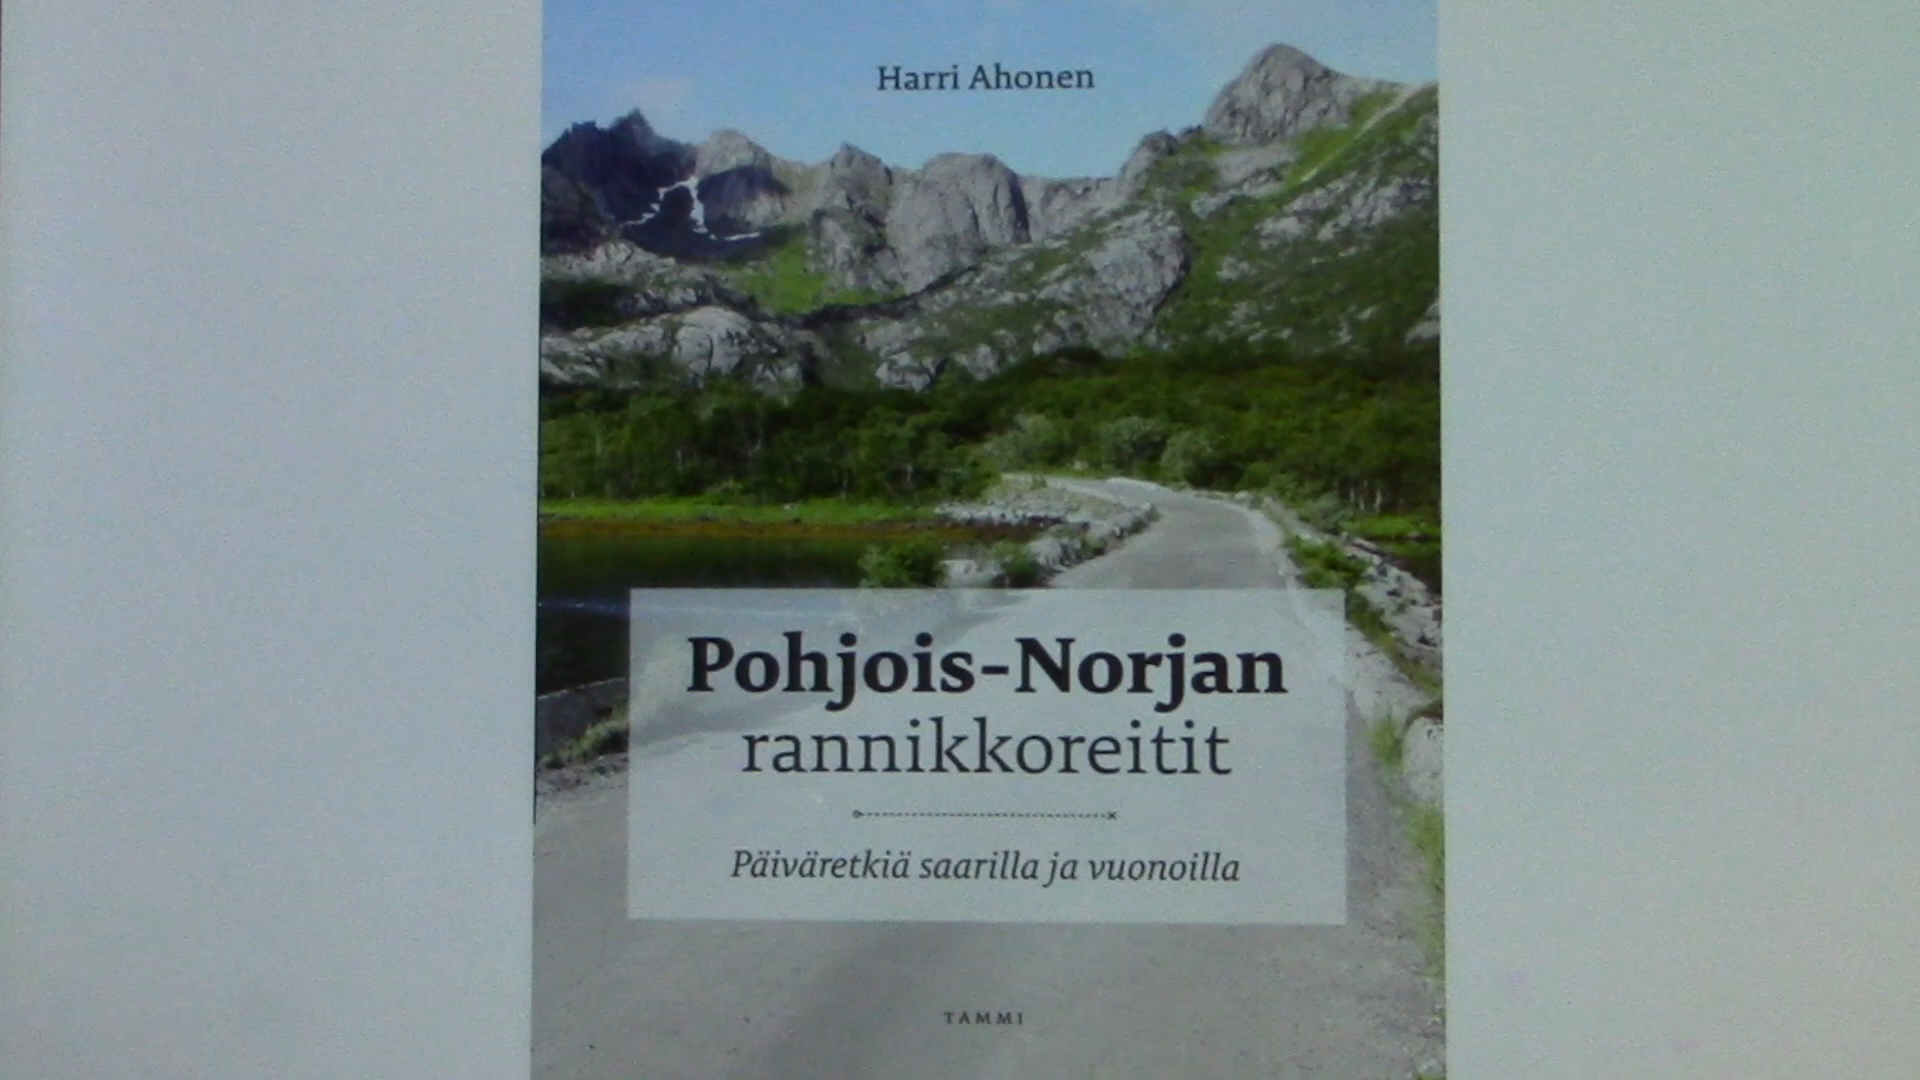 Harri Ahonen
Pohjois-Norjan
rannikkoreitit
Päiväretkiä saarilla ja vuonoilla
TAMMI